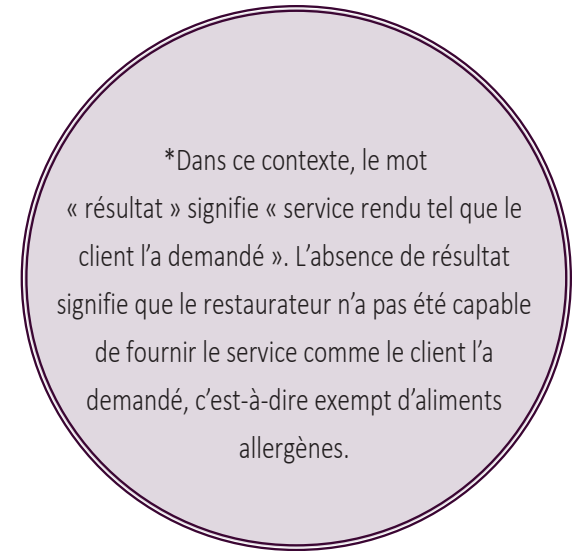 *Dans ce contexte, le mot
« résultat » signifie « service rendu tel que le
client l’a demandé ». L’absence de résultat
signifie que le restaurateur n’a pas été capable
de fournir le service comme le client l’a
demandé, c’est-à-dire exempt d’aliments
allergènes.